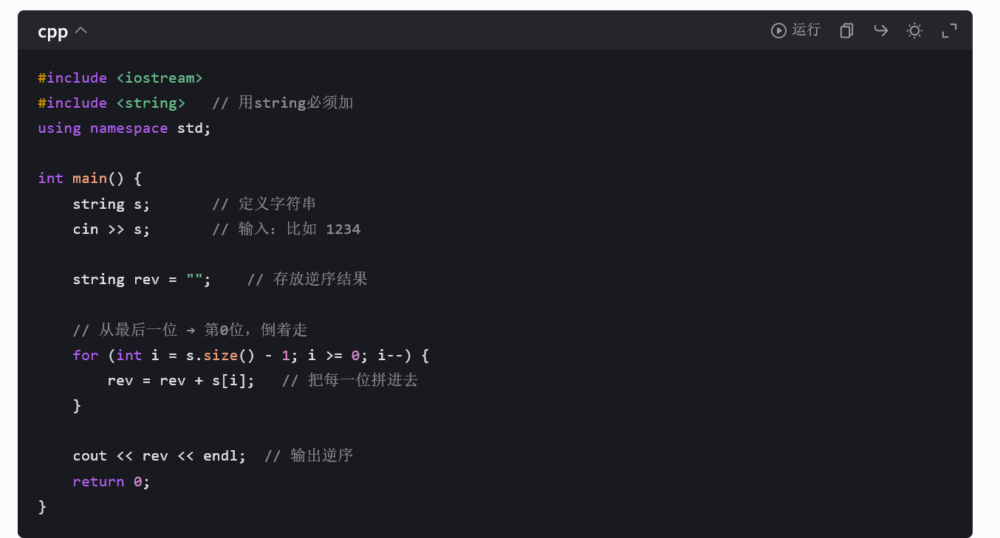 cpp
运行
#include <iostream>
#include <string>   // 用string必须加
using namespace std;
int main() {
    string s;       // 定义字符串
    cin >> s;       // 输入：比如 1234
    string rev = "";    // 存放逆序结果
    // 从最后一位 → 第0位，倒着走
    for (int i = s.size() - 1; i >= 0; i--) {
        rev = rev + s[i];   // 把每一位拼进去
    }
    cout << rev << endl;  // 输出逆序
    return 0;
}